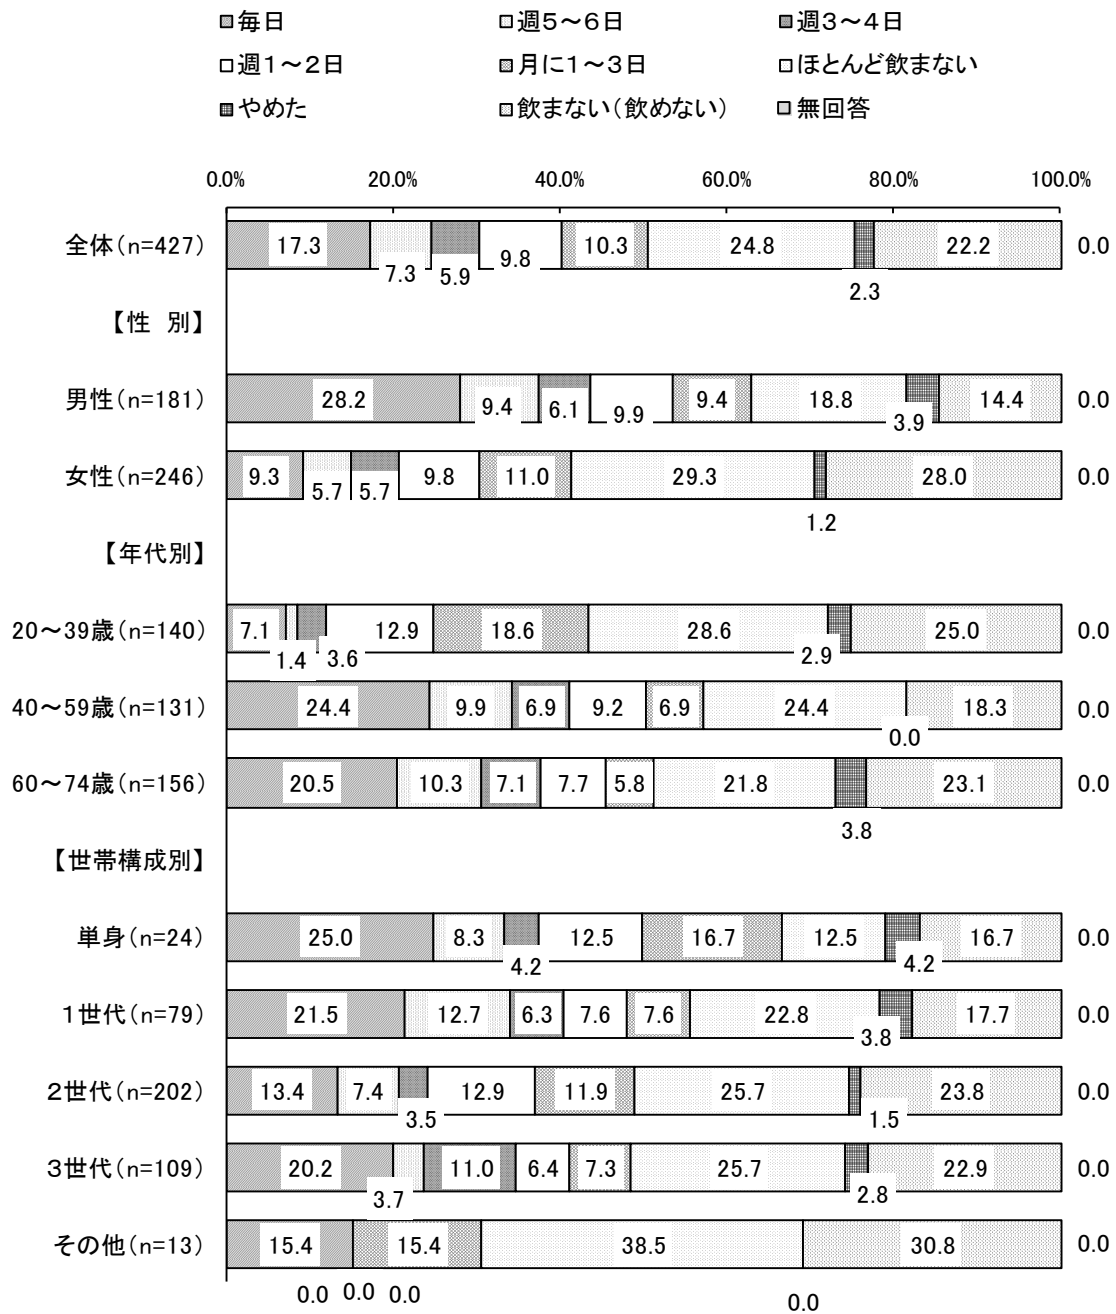 毎日 週5～6日 週3～4日
週1～2日 月に1～3日 ほとんど飲まない
やめた 飲まない(飲めない) 無回答
0.0% 20.0% 40.0% 60.0% 80.0% 100.0%
全体(n=427) 17.3 7.3 5.9 9.8 10.3 24.8 2.3 22.2 0.0
【性 別】
男性(n=181) 28.2 9.4 6.1 9.9 9.4 18.8 3.9 14.4 0.0
女性(n=246) 9.3 5.7 5.7 9.8 11.0 29.3 1.2 28.0 0.0
【年代別】
20～39歳(n=140) 7.1 1.4 3.6 12.9 18.6 28.6 2.9 25.0 0.0
40～59歳(n=131) 24.4 9.9 6.9 9.2 6.9 24.4 0.0 18.3 0.0
60～74歳(n=156) 20.5 10.3 7.1 7.7 5.8 21.8 3.8 23.1 0.0
【世帯構成別】
単身(n=24) 25.0 8.3 4.2 12.5 16.7 12.5 4.2 16.7 0.0
1世代(n=79) 21.5 12.7 6.3 7.6 7.6 22.8 3.8 17.7 0.0
2世代(n=202) 13.4 7.4 3.5 12.9 11.9 25.7 1.5 23.8 0.0
3世代(n=109) 20.2 3.7 11.0 6.4 7.3 25.7 2.8 22.9 0.0
その他(n=13) 15.4 0.0 0.0 0.0 15.4 38.5 0.0 30.8 0.0